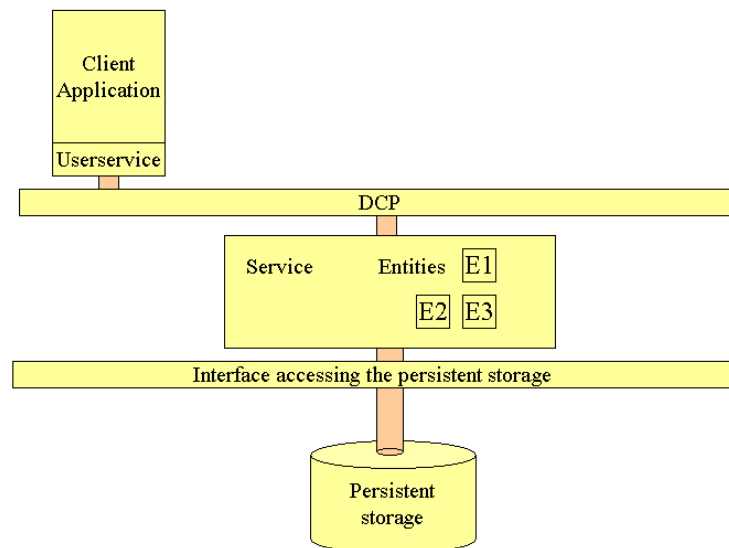 Client
Application
Userservice
DCP
Service Entities E1
E2 E3
Interface accessing the persistent storage
Persistent
storage